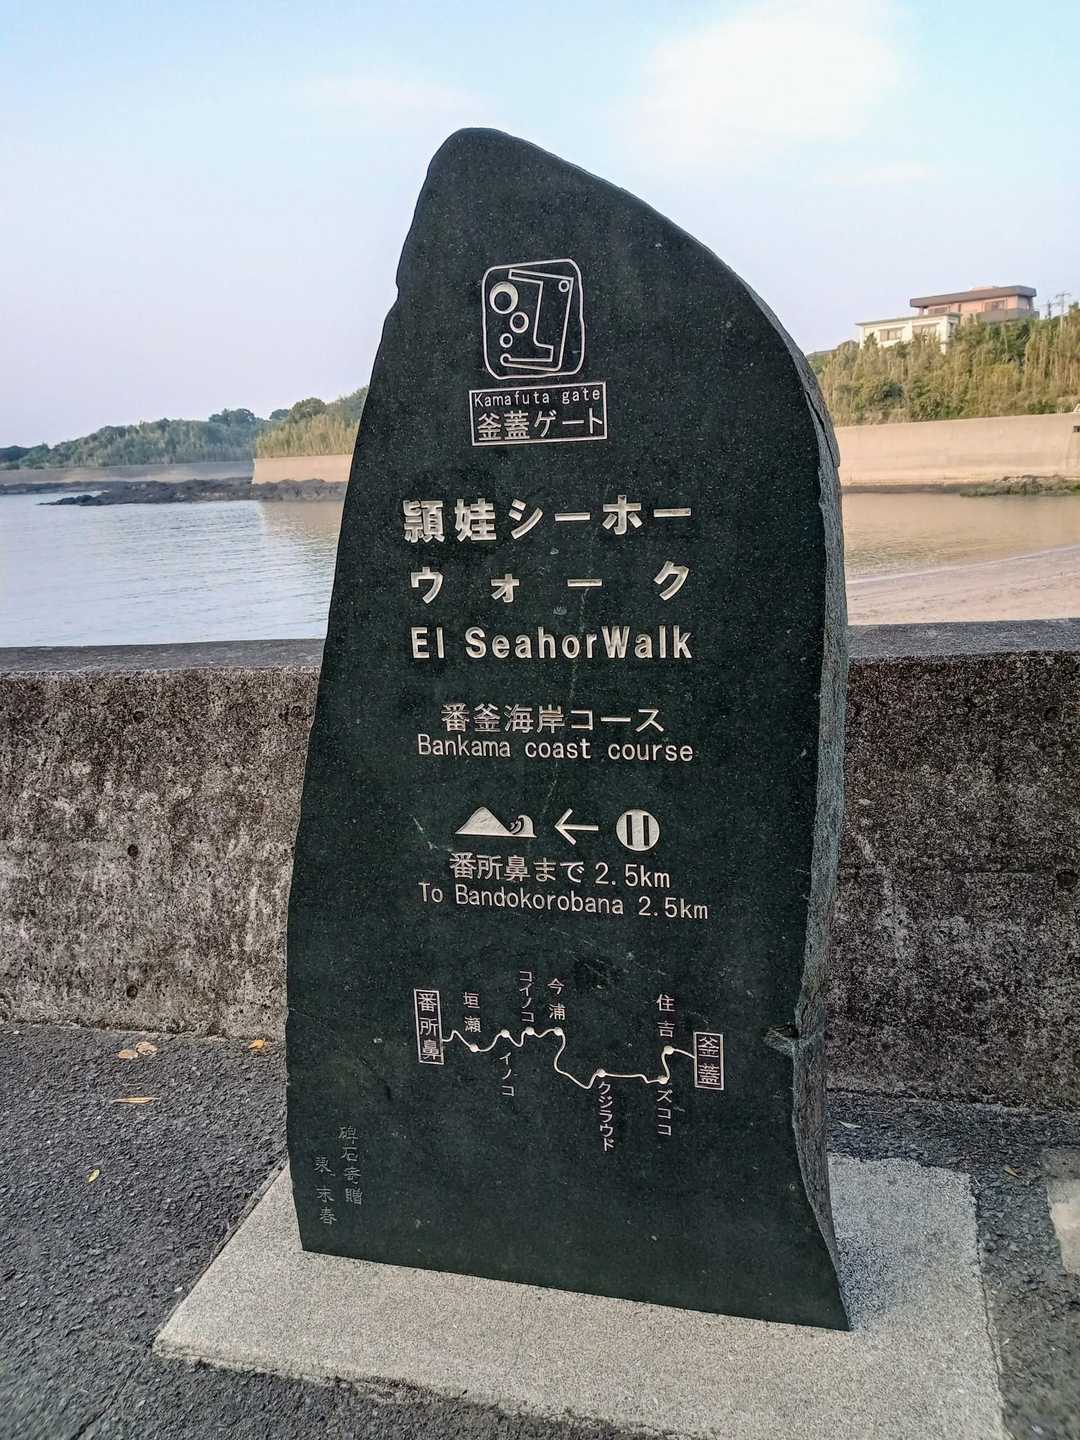 Kamafuta gate
釜蓋ゲート
頴娃シーホー
ウォーク
EI SeahorWalk
番釜海岸コース
Bankama coast course
番所鼻まで 2.5km
To Bandokorobana 2.5km
番所鼻
垣瀬
イノコ
コイノコ
今浦
クジラウド
住吉
ズココ
釜蓋
碑石寄贈